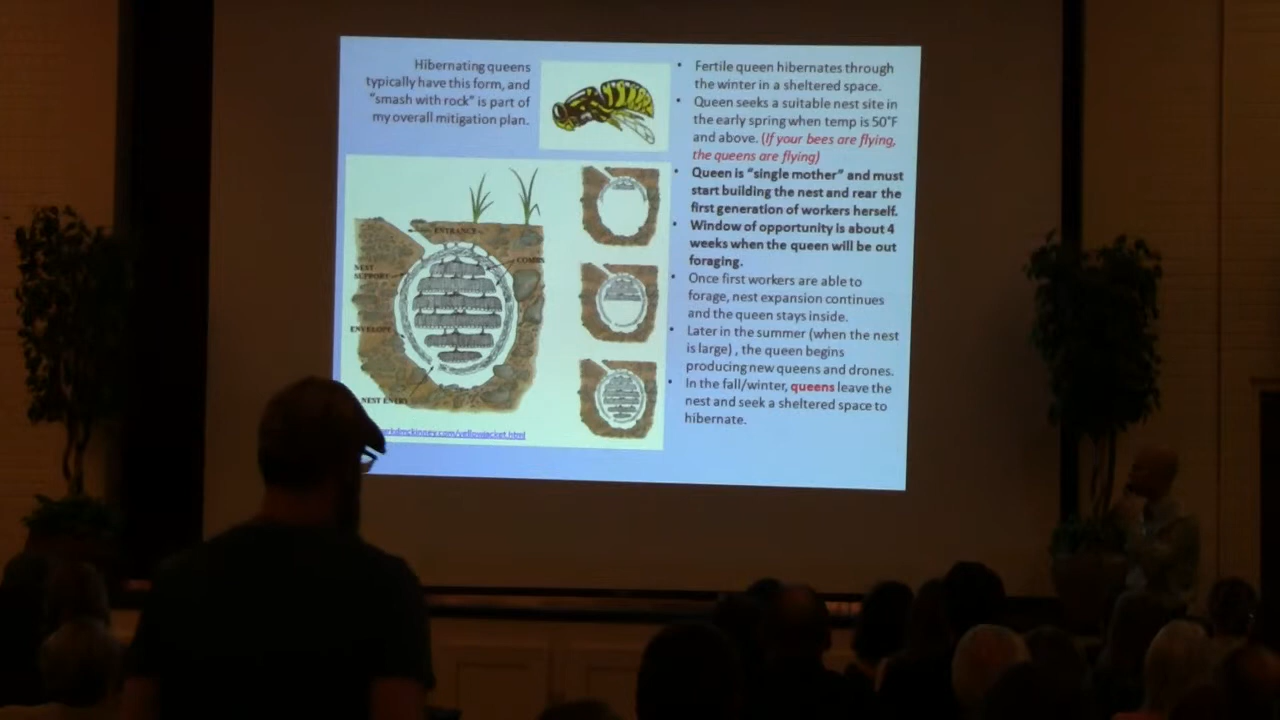 Hibernating queens
typically have this form, and
"smash with rock" is part of
my overall mitigation plan.
ENTRANCE
COMBS
NEST
SUPPORT
ENVELOPE
NEST ENTRY
mckinney.com/yellowjacket.html
• Fertile queen hibernates through
the winter in a sheltered space.
• Queen seeks a suitable nest site in
the early spring when temp is 50°F
and above. (If your bees are flying,
the queens are flying)
• Queen is "single mother" and must
start building the nest and rear the
first generation of workers herself.
• Window of opportunity is about 4
weeks when the queen will be out
foraging.
• Once first workers are able to
forage, nest expansion continues
and the queen stays inside.
• Later in the summer (when the nest
is large) , the queen begins
producing new queens and drones.
• In the fall/winter, queens leave the
nest and seek a sheltered space to
hibernate.